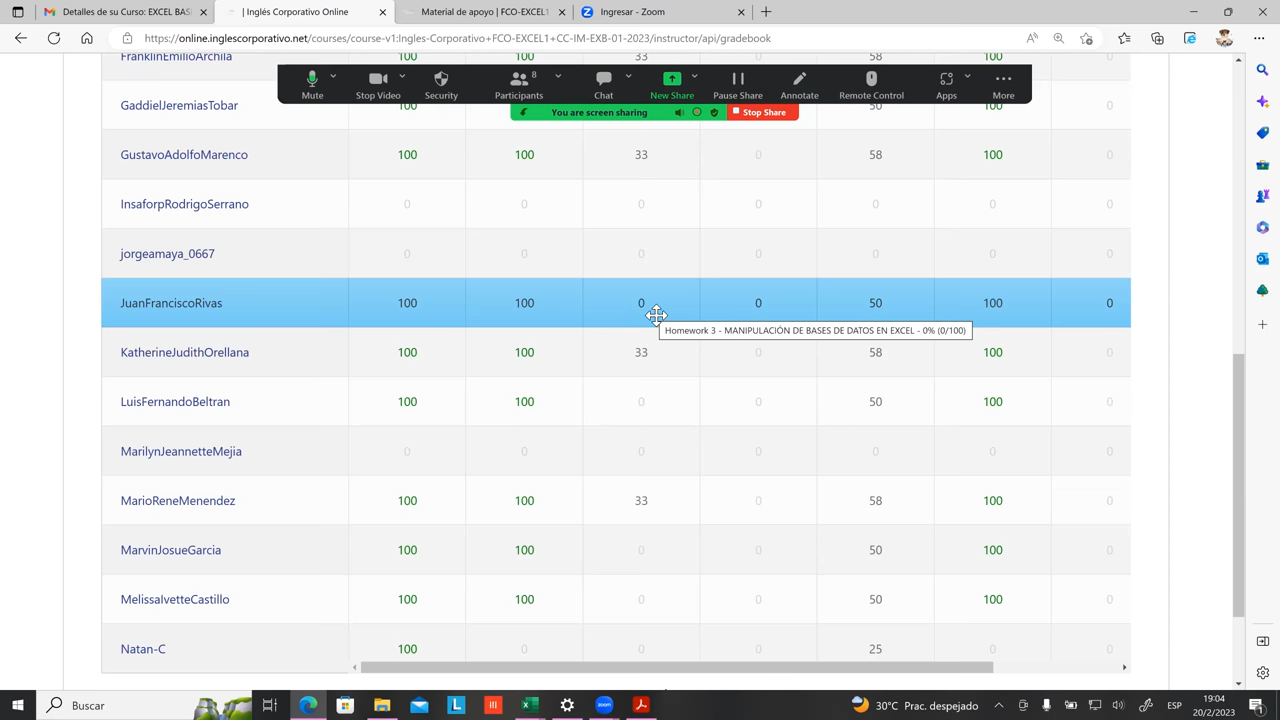 Detalles de su Curso: EXCEL BAS
| Inglés Corporativo Online
Material de apoyo | FCO-EXCEL1
Ingresar - Zoom
https://online.inglescorporativo.net/courses/course-v1:Ingles-Corporativo+FCO-EXCEL1+CC-IM-EXB-01-2023/instructor/api/gradebook
FranklinEmilioArchila 100 100 33 0 58 100 0
Mute Stop Video Security Participants 8 Chat New Share Pause Share Annotate Remote Control Apps More
You are screen sharing Stop Share
GaddielJeremiasTobar 100 50 100 0
GustavoAdolfoMarenco 100 100 33 0 58 100 0
InsaforpRodrigoSerrano 0 0 0 0 0 0 0
jorgeamaya_0667 0 0 0 0 0 0 0
JuanFranciscoRivas 100 100 0 0 50 100 0
Homework 3 - MANIPULACIÓN DE BASES DE DATOS EN EXCEL - 0% (0/100)
KatherineJudithOrellana 100 100 33 0 58 100 0
LuisFernandoBeltran 100 100 0 0 50 100 0
MarilynJeannetteMejia 0 0 0 0 0 0 0
MarioReneMenendez 100 100 33 0 58 100 0
MarvinJosueGarcia 100 100 0 0 50 100 0
MelissaIvetteCastillo 100 100 0 0 50 100 0
Natan-C 100 0 0 0 25 0 0
Buscar
30°C Prac. despejado
ESP
19:04
20/2/2023